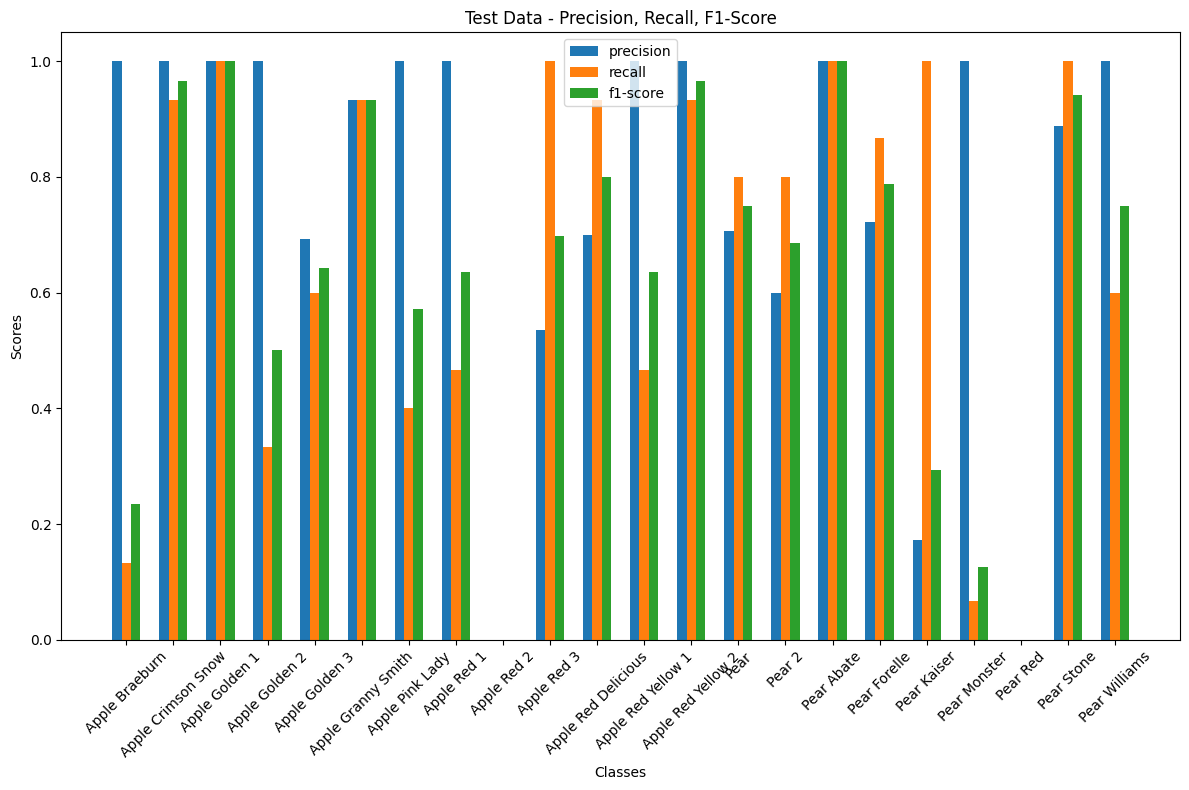 Test Data - Precision, Recall, F1-Score
precision
recall
f1-score
1.0
0.8
0.6
0.4
0.2
0.0
Scores
Apple Braeburn
Apple Crimson Snow
Apple Golden 1
Apple Golden 2
Apple Golden 3
Apple Granny Smith
Apple Pink Lady
Apple Red 1
Apple Red 2
Apple Red 3
Apple Red Delicious
Apple Red Yellow 1
Apple Red Yellow 2
Pear
Pear 2
Pear Abate
Pear Forelle
Pear Kaiser
Pear Monster
Pear Red
Pear Stone
Pear Williams
Classes